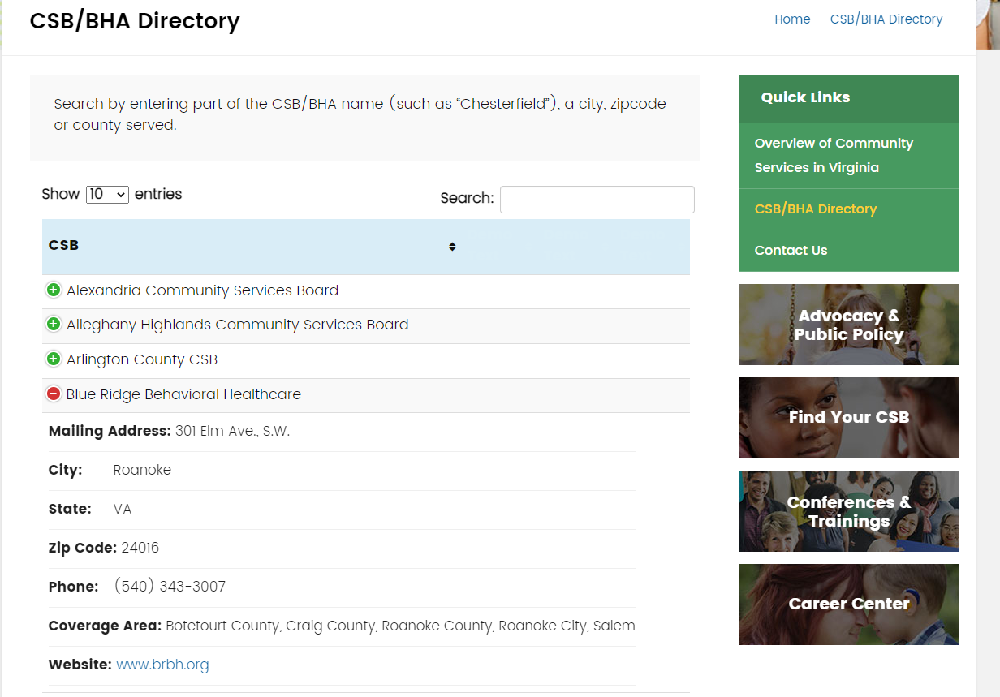 CSB/BHA Directory
Home CSB/BHA Directory
Search by entering part of the CSB/BHA name (such as “Chesterfield”), a city, zipcode
or county served.
Show 10 entries
Search:
CSB
Alexandria Community Services Board
Alleghany Highlands Community Services Board
Arlington County CSB
Blue Ridge Behavioral Healthcare
Mailing Address: 301 Elm Ave., S.W.
City: Roanoke
State: VA
Zip Code: 24016
Phone: (540) 343-3007
Coverage Area: Botetourt County, Craig County, Roanoke County, Roanoke City, Salem
Website: www.brbh.org
Quick Links
Overview of Community
Services in Virginia
CSB/BHA Directory
Contact Us
Advocacy &
Public Policy
Find Your CSB
Conferences &
Trainings
Career Center